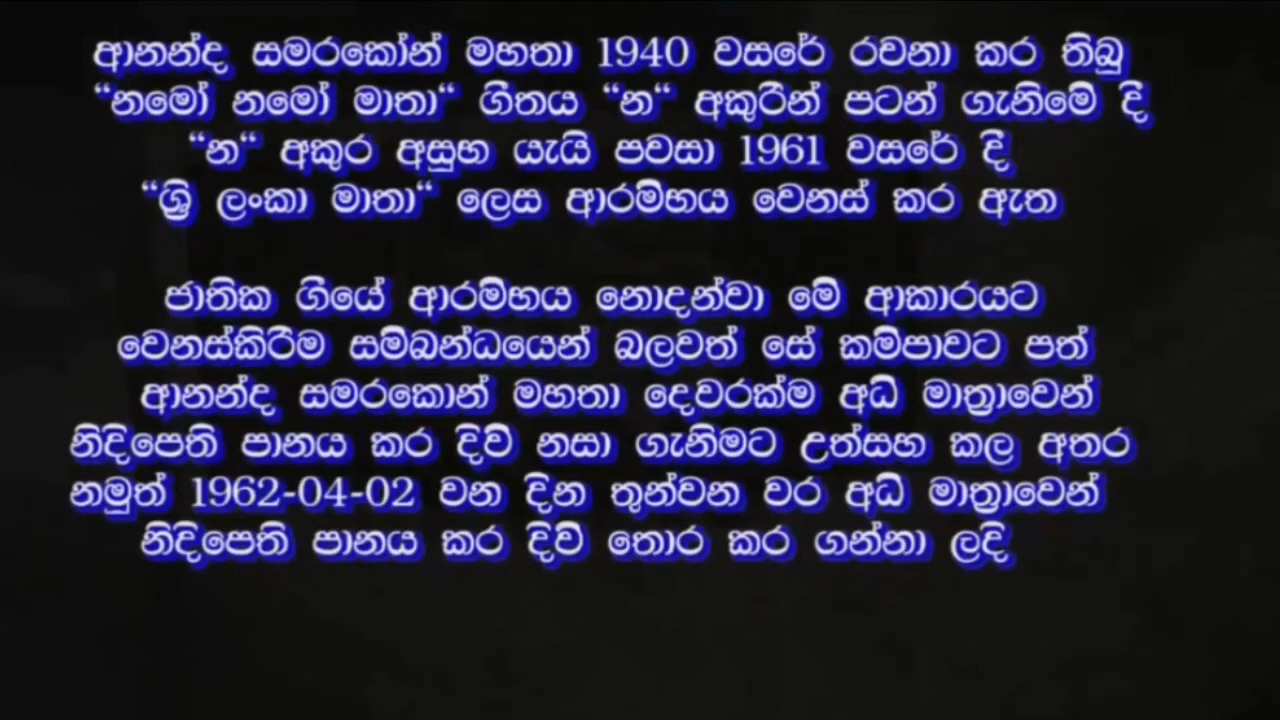 ආනන්ද සමරකෝන් මහතා 1940 වසරේ රචනා කර තිබූ
“නමෝ නමෝ මාතා“ ගීතය “න“ අකුරින් පටන් ගැනිමේ දි
“න“ අකුර අසුභ යැයි පවසා 1961 වසරේ දී
“ශ්‍රී ලංකා මාතා“ ලෙස ආරම්භය වෙනස් කර ඇත
ජාතික ගීයේ ආරම්භය නොදන්වා මේ ආකාරයට
වෙනස්කිරීම සම්බන්ධයෙන් බලවත් සේ කම්පාවට පත්
ආනන්ද සමරකොන් මහතා දෙවරක්ම අධි මාත්‍රාවෙන්
නිදිපෙති පානය කර දිවි නසා ගැනිමට උත්සහ කල අතර
නමුත් 1962-04-02 වන දින තුන්වන වර අධි මාත්‍රාවෙන්
නිදිපෙති පානය කර දිවි තොර කර ගන්නා ලදි